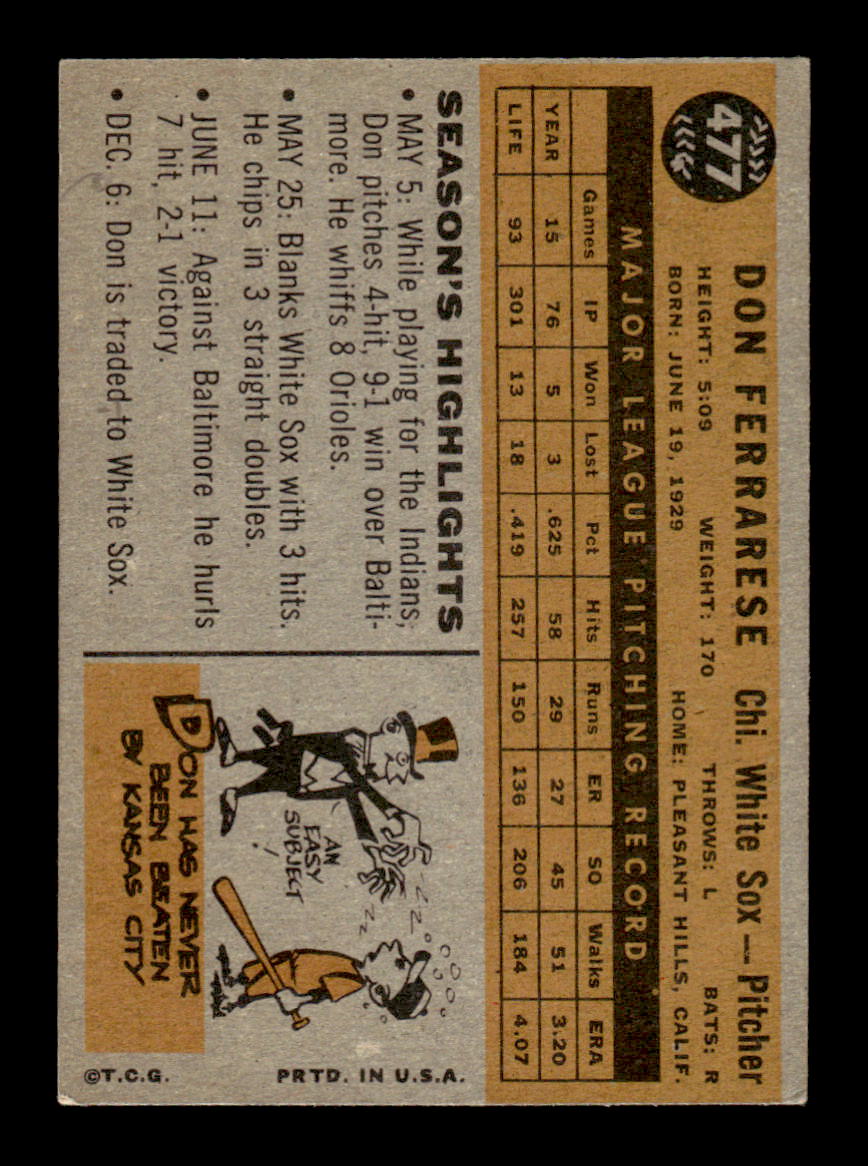 477
DON FERRARESE Chi. White Sox—Pitcher
HEIGHT: 5:09 WEIGHT: 170 THROWS: L BATS: R
BORN: JUNE 19, 1929 HOME: PLEASANT HILLS, CALIF.
MAJOR LEAGUE PITCHING RECORD
Games IP Won Lost Pct Hits Runs ER SO Walks ERA
YEAR 15 76 5 3 .625 58 29 27 45 51 3.20
LIFE 93 301 13 18 .419 257 150 136 206 184 4.07
SEASON'S HIGHLIGHTS
• MAY 5: While playing for the Indians,
Don pitches 4-hit, 9-1 win over Balti-
more. He whiffs 8 Orioles.
• MAY 25: Blanks White Sox with 3 hits.
He chips in 3 straight doubles.
• JUNE 11: Against Baltimore he hurls
7 hit, 2-1 victory.
• DEC. 6: Don is traded to White Sox.
ZZZ
ZZ
AN
EASY
SUBJECT!
DON HAS NEVER
BEEN BEATEN
BY KANSAS CITY
©T.C.G. PRTD. IN U.S.A.